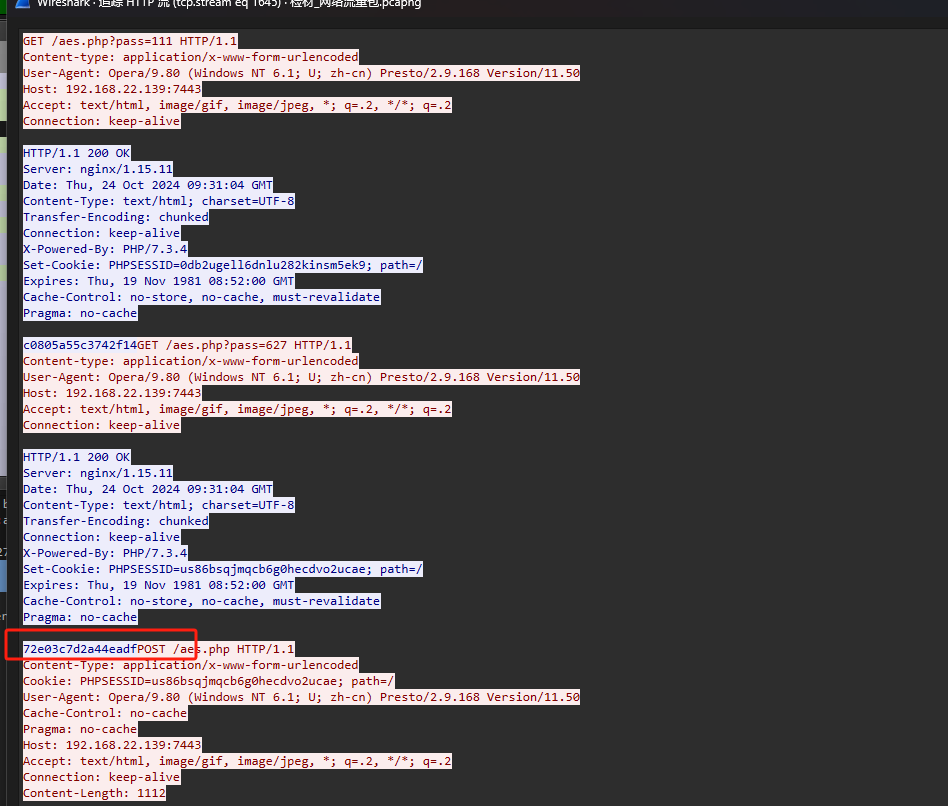 Wireshark · 追踪 HTTP 流 (tcp.stream eq 1645) · 检材_网络流量包.pcapng
GET /aes.php?pass=111 HTTP/1.1
Content-type: application/x-www-form-urlencoded
User-Agent: Opera/9.80 (Windows NT 6.1; U; zh-cn) Presto/2.9.168 Version/11.50
Host: 192.168.22.139:7443
Accept: text/html, image/gif, image/jpeg, *; q=.2, */*; q=.2
Connection: keep-alive
HTTP/1.1 200 OK
Server: nginx/1.15.11
Date: Thu, 24 Oct 2024 09:31:04 GMT
Content-Type: text/html; charset=UTF-8
Transfer-Encoding: chunked
Connection: keep-alive
X-Powered-By: PHP/7.3.4
Set-Cookie: PHPSESSID=0db2ugell6dnlu282kinsm5ek9; path=/
Expires: Thu, 19 Nov 1981 08:52:00 GMT
Cache-Control: no-store, no-cache, must-revalidate
Pragma: no-cache
c0805a55c3742f14GET /aes.php?pass=627 HTTP/1.1
Content-type: application/x-www-form-urlencoded
User-Agent: Opera/9.80 (Windows NT 6.1; U; zh-cn) Presto/2.9.168 Version/11.50
Host: 192.168.22.139:7443
Accept: text/html, image/gif, image/jpeg, *; q=.2, */*; q=.2
Connection: keep-alive
HTTP/1.1 200 OK
Server: nginx/1.15.11
Date: Thu, 24 Oct 2024 09:31:04 GMT
Content-Type: text/html; charset=UTF-8
Transfer-Encoding: chunked
Connection: keep-alive
X-Powered-By: PHP/7.3.4
Set-Cookie: PHPSESSID=us86bsqjmqcb6g0hecdvo2ucae; path=/
Expires: Thu, 19 Nov 1981 08:52:00 GMT
Cache-Control: no-store, no-cache, must-revalidate
Pragma: no-cache
72e03c7d2a44eadfPOST /aes.php HTTP/1.1
Content-Type: application/x-www-form-urlencoded
Cookie: PHPSESSID=us86bsqjmqcb6g0hecdvo2ucae; path=/
User-Agent: Opera/9.80 (Windows NT 6.1; U; zh-cn) Presto/2.9.168 Version/11.50
Cache-Control: no-cache
Pragma: no-cache
Host: 192.168.22.139:7443
Accept: text/html, image/gif, image/jpeg, *; q=.2, */*; q=.2
Connection: keep-alive
Content-Length: 1112